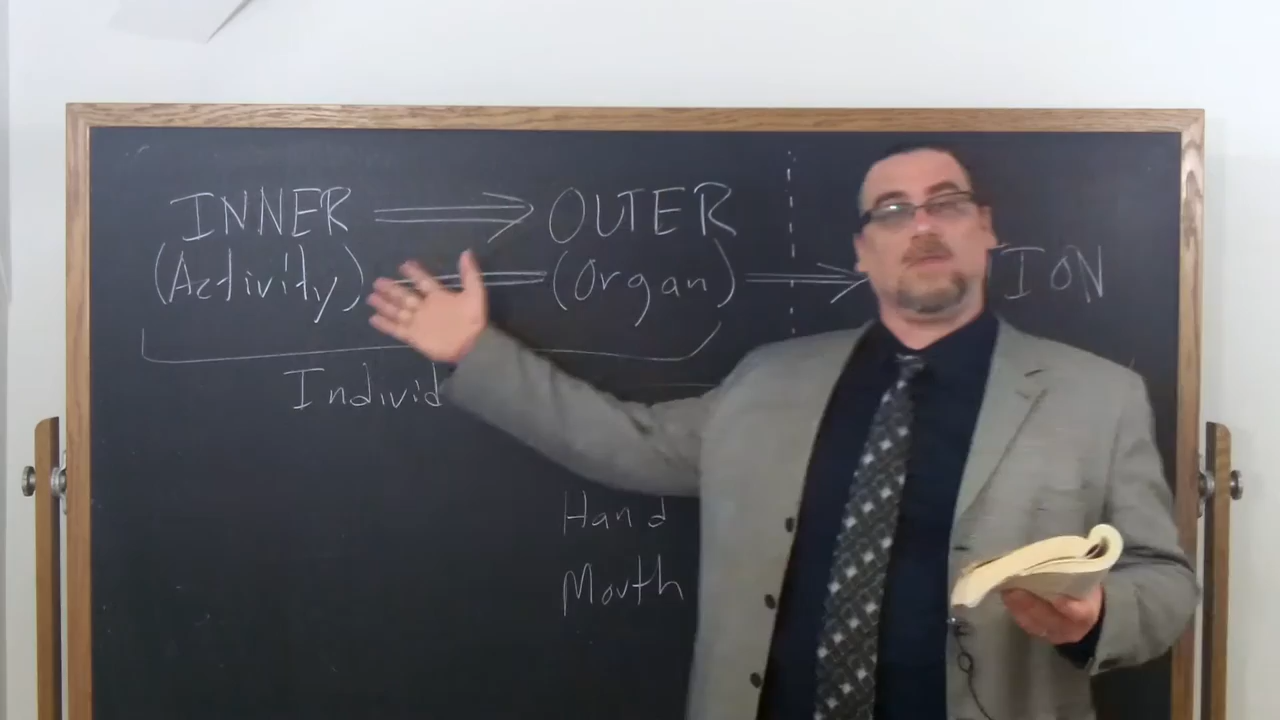 INNER ⇒ OUTER
(Activity) (Organ) ⇒ ION
Individ
Hand
Mouth